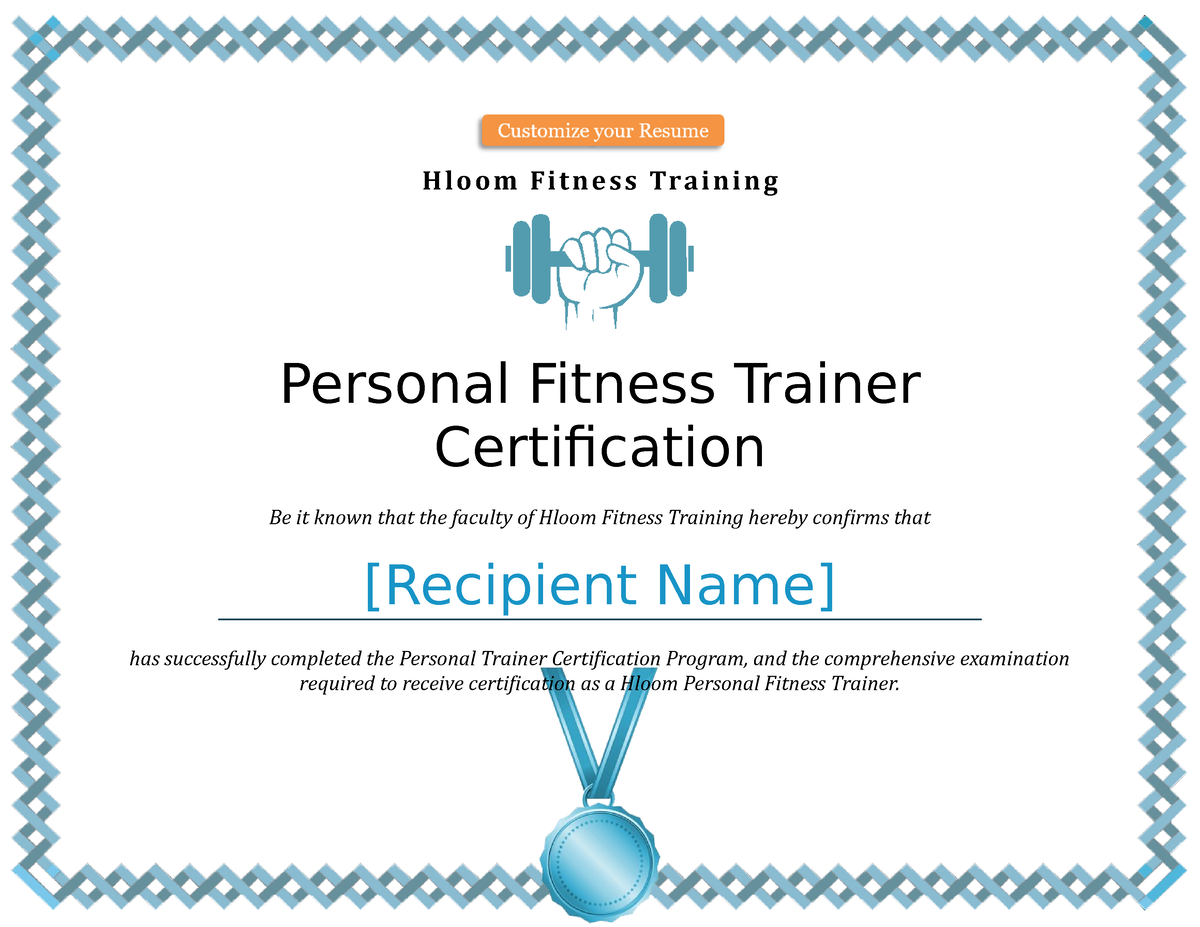 Customize your Resume
Hloom Fitness Training
Personal Fitness Trainer
Certification
Be it known that the faculty of Hloom Fitness Training hereby confirms that
[Recipient Name]
has successfully completed the Personal Trainer Certification Program, and the comprehensive examination
required to receive certification as a Hloom Personal Fitness Trainer.